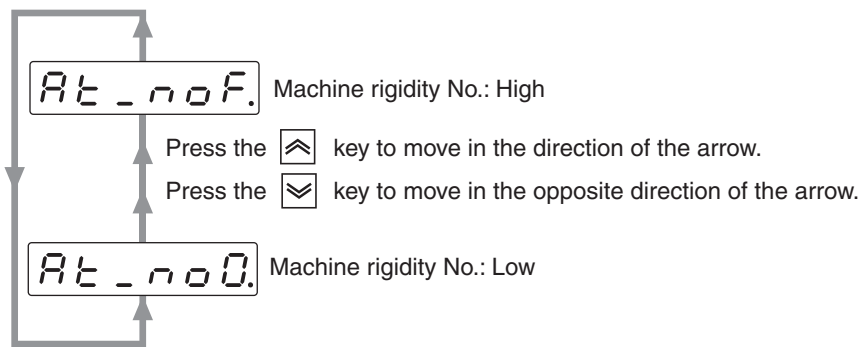 At_noF. Machine rigidity No.: High
Press the key to move in the direction of the arrow.
Press the key to move in the opposite direction of the arrow.
At_no0. Machine rigidity No.: Low